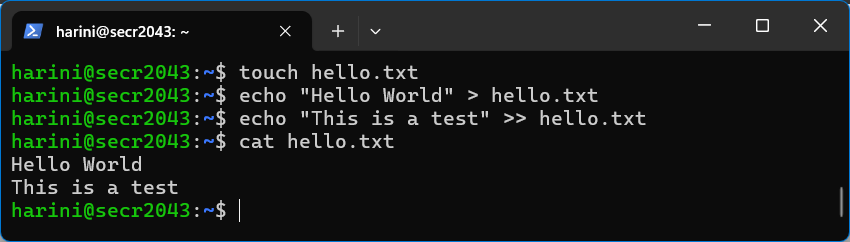 harini@secr2043: ~
harini@secr2043:~$ touch hello.txt
harini@secr2043:~$ echo "Hello World" > hello.txt
harini@secr2043:~$ echo "This is a test" >> hello.txt
harini@secr2043:~$ cat hello.txt
Hello World
This is a test
harini@secr2043:~$